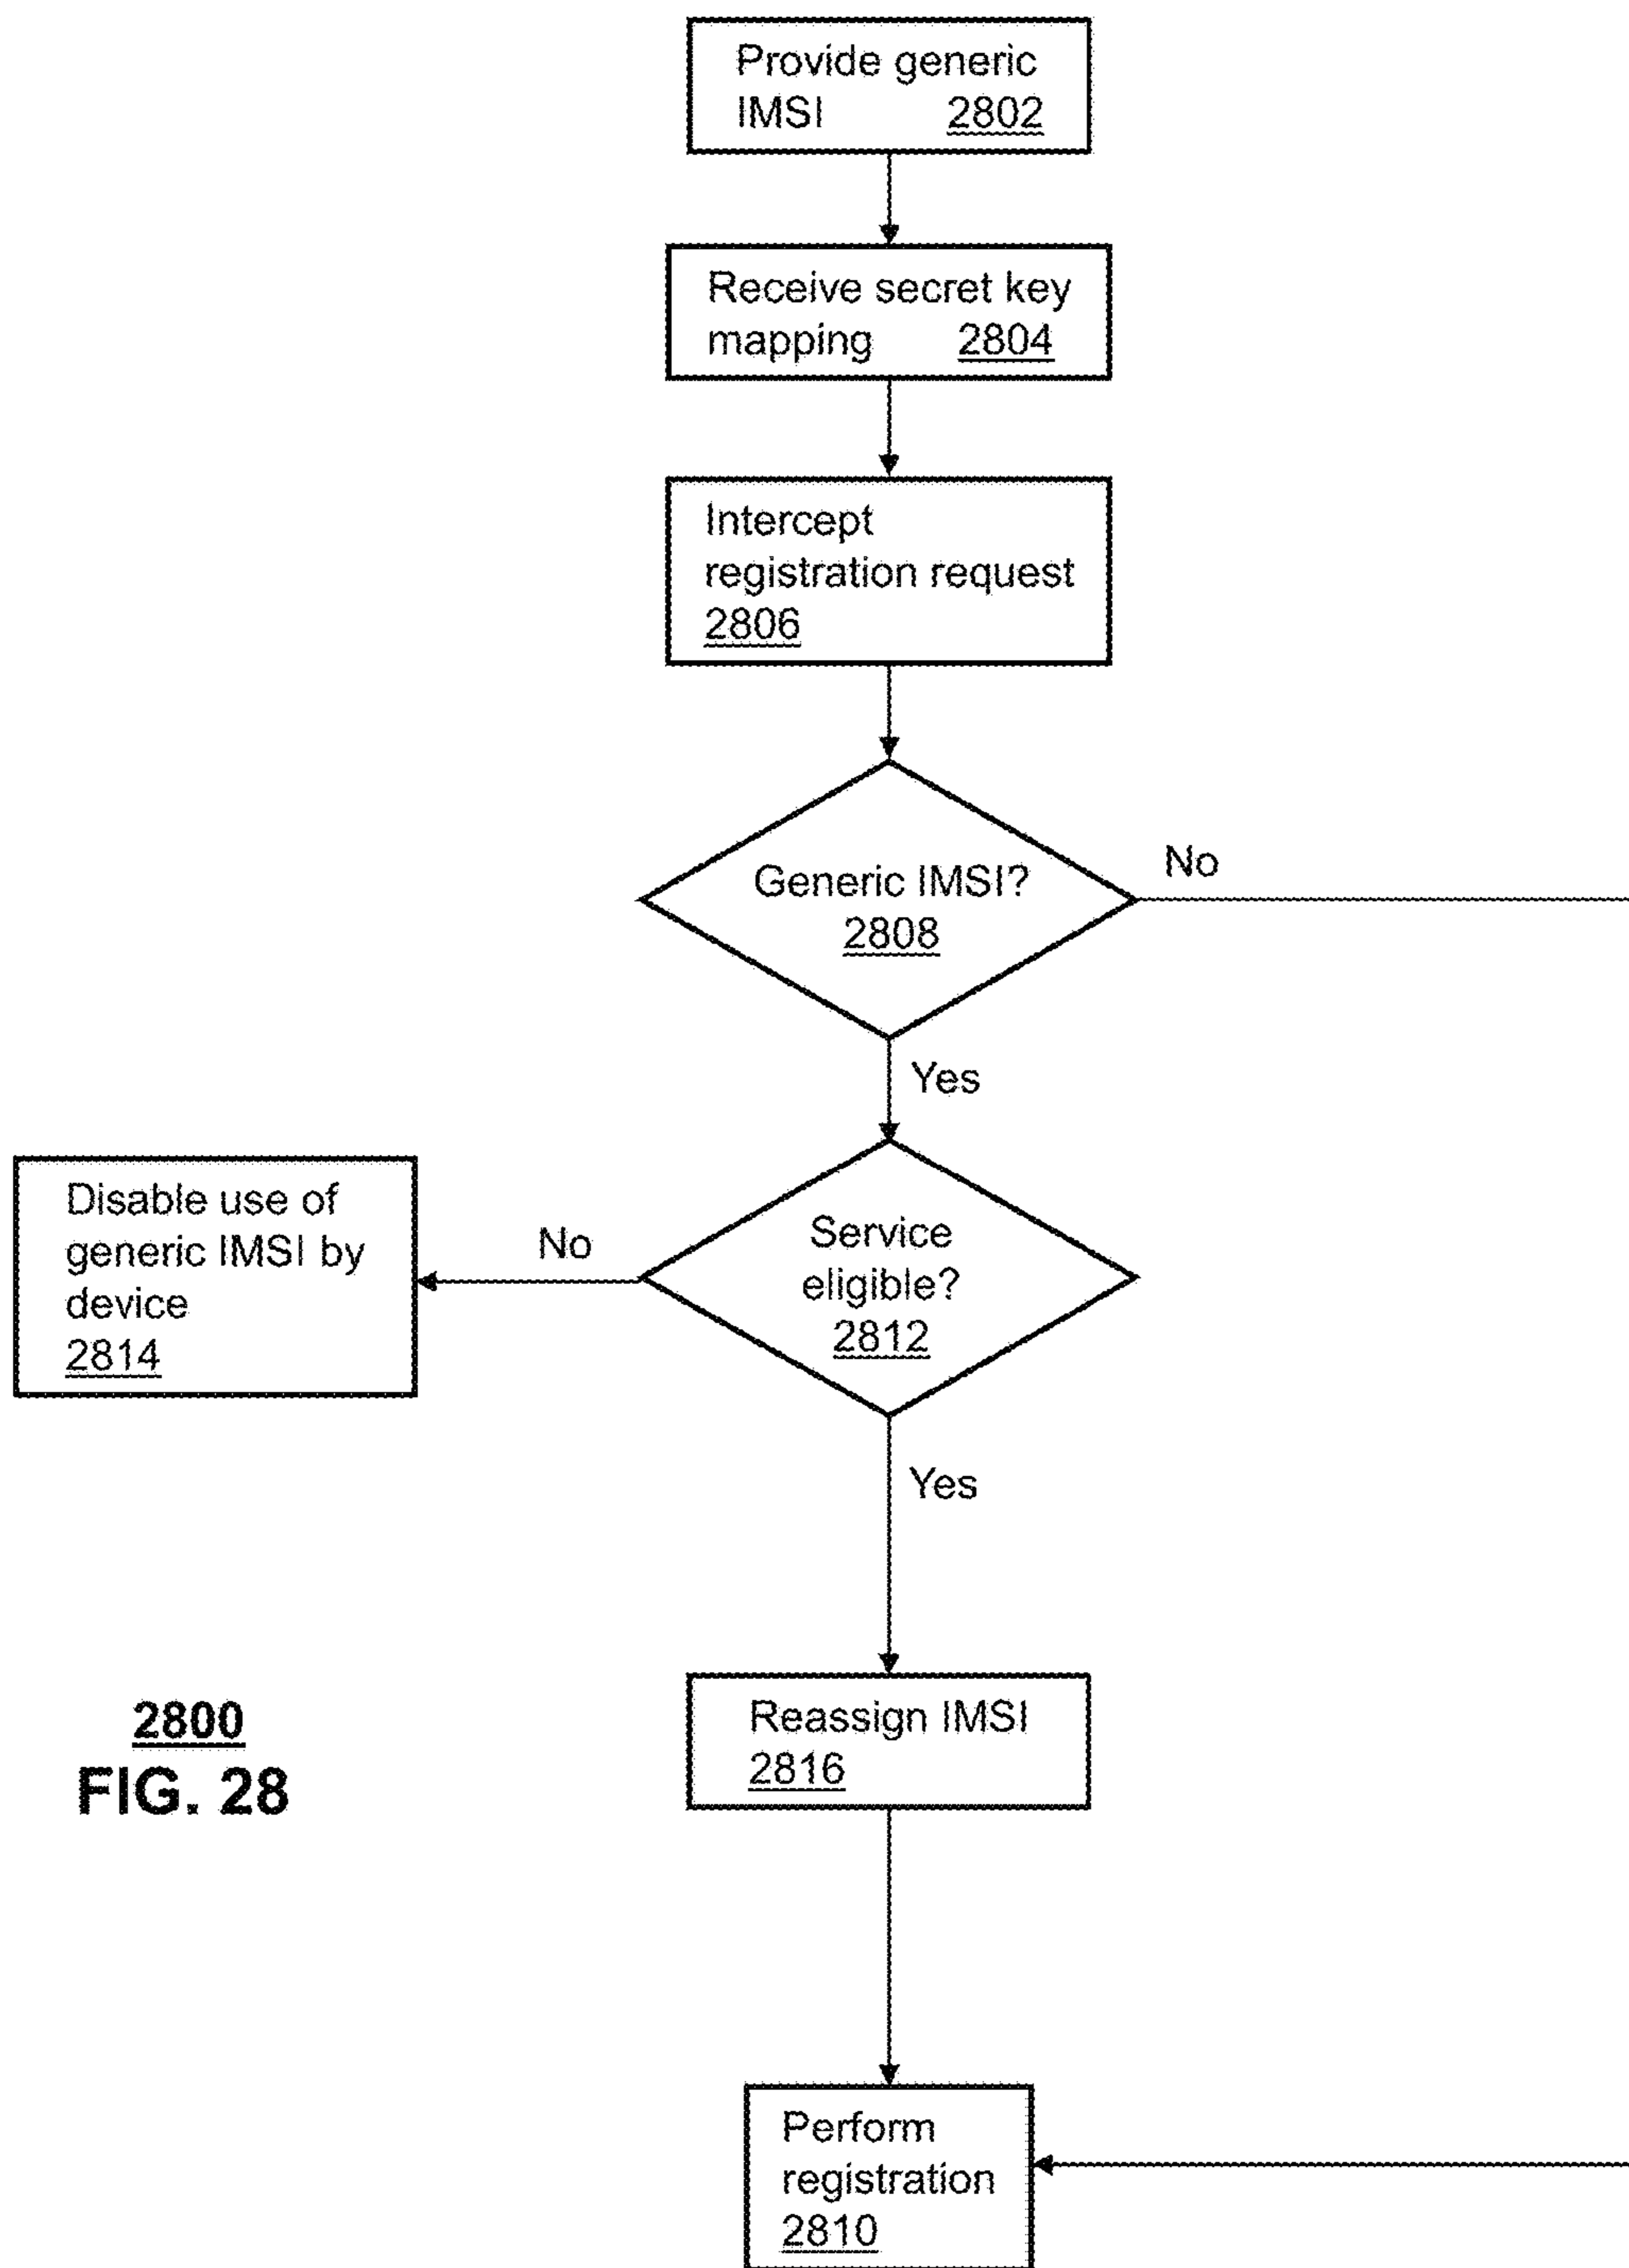 Provide generic
IMSI 2802
Receive secret key
mapping 2804
Intercept
registration request
2806
Generic IMSI?
2808
No
Yes
Service
eligible?
2812
No
Disable use of
generic IMSI by
device
2814
Yes
Reassign IMSI
2816
2800
FIG. 28
Perform
registration
2810